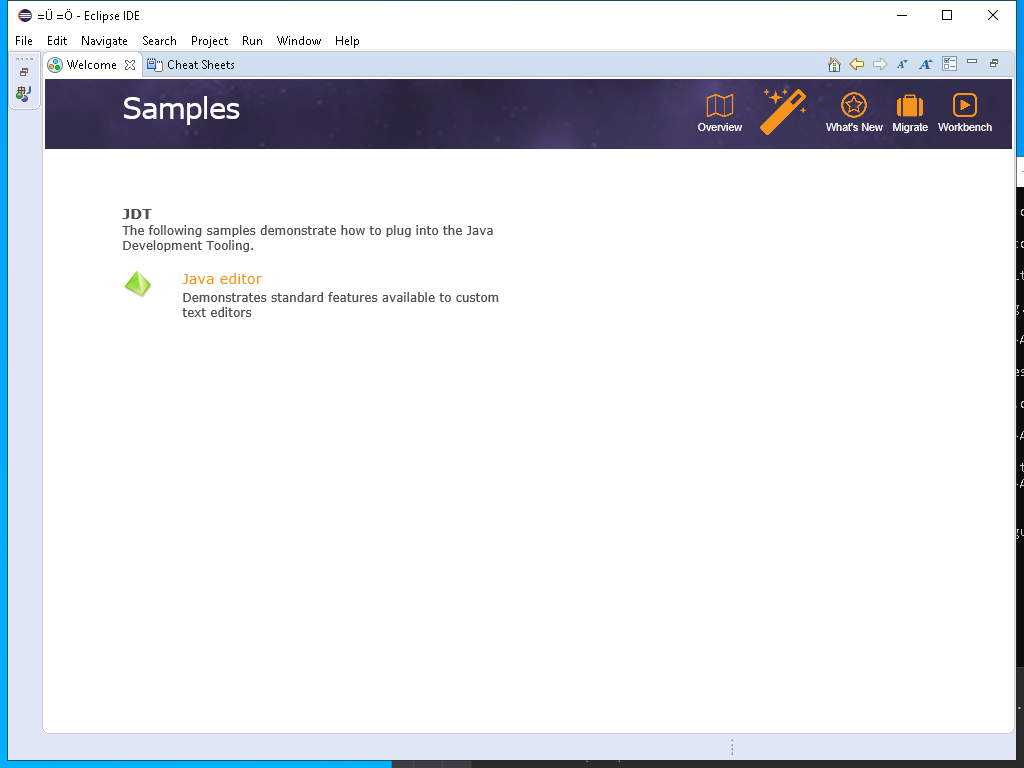 =Ü =Ö - Eclipse IDE
File Edit Navigate Search Project Run Window Help
Welcome Cheat Sheets
Samples
Overview What's New Migrate Workbench
JDT
The following samples demonstrate how to plug into the Java
Development Tooling.
Java editor
Demonstrates standard features available to custom
text editors